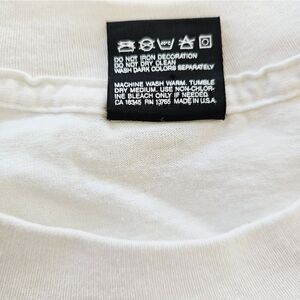 DO NOT IRON DECORATION
DO NOT DRY CLEAN
WASH DARK COLORS SEPARATELY
MACHINE WASH WARM, TUMBLE
DRY MEDIUM. USE NON-CHLOR-
INE BLEACH ONLY IF NEEDED.
CA 18345 RN 13765 MADE IN U.S.A.